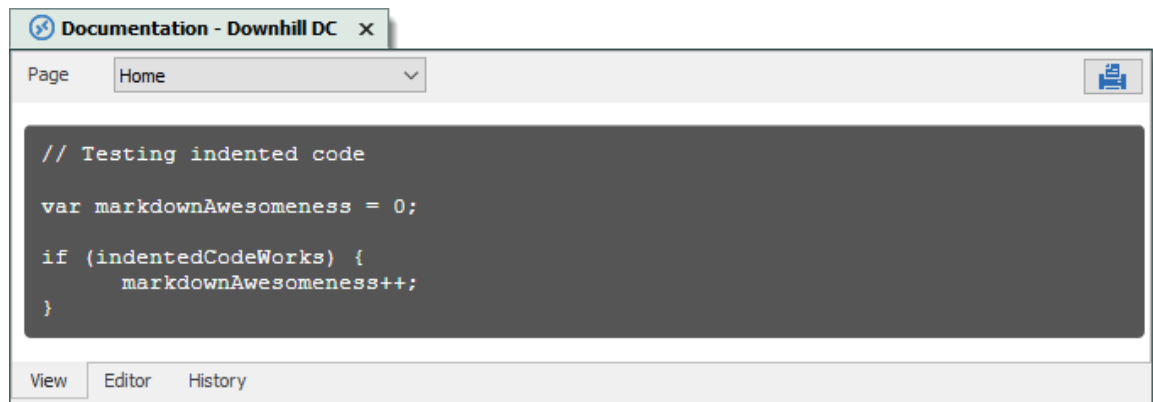 Documentation - Downhill DC x
Page Home
// Testing indented code
var markdownAwesomeness = 0;
if (indentedCodeWorks) {
markdownAwesomeness++;
}
View Editor History